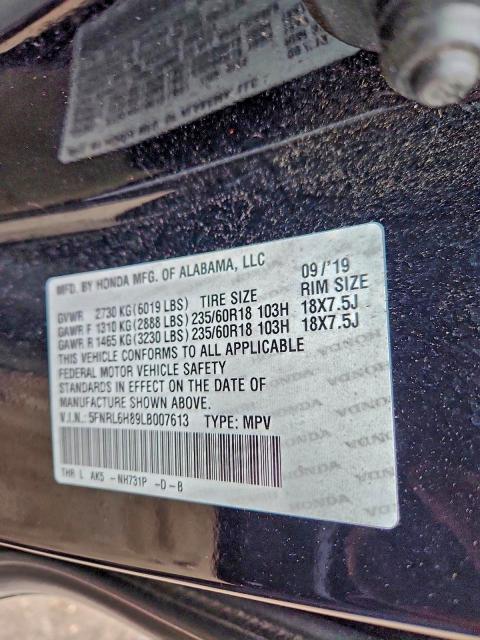 MFD. BY HONDA MFG. OF ALABAMA, LLC 09/'19
GVWR 2730 KG(6019 LBS) TIRE SIZE RIM SIZE
GAWR F 1310 KG (2888 LBS) 235/60R18 103H 18X7.5J
GAWR R 1465 KG(3230 LBS) 235/60R18 103H 18X7.5J
THIS VEHICLE CONFORMS TO ALL APPLICABLE
FEDERAL MOTOR VEHICLE SAFETY
STANDARDS IN EFFECT ON THE DATE OF
MANUFACTURE SHOWN ABOVE.
V.I.N.:5FNRL6H89LB007613 TYPE: MPV
THR L AK5 -NH731P -D-B